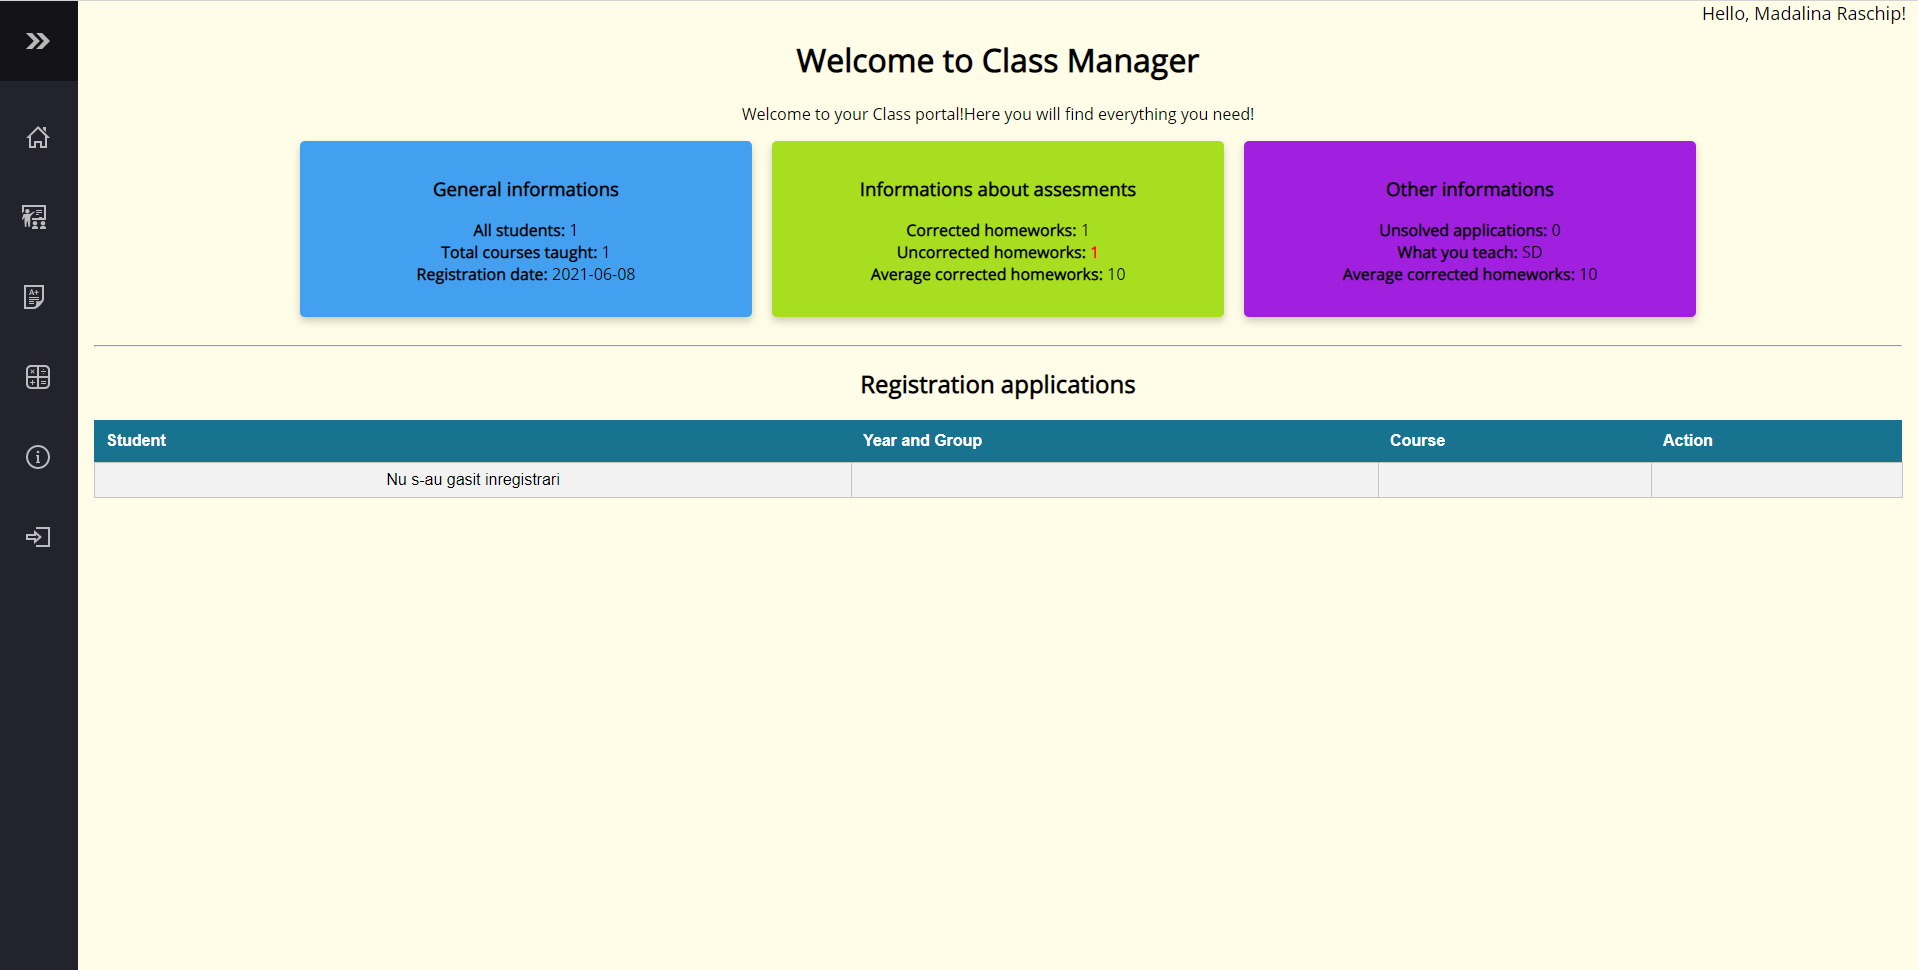 Hello, Madalina Raschip!
Welcome to Class Manager
Welcome to your Class portal!Here you will find everything you need!
General informations
All students: 1
Total courses taught: 1
Registration date: 2021-06-08
Informations about assesments
Corrected homeworks: 1
Uncorrected homeworks: 1
Average corrected homeworks: 10
Other informations
Unsolved applications: 0
What you teach: SD
Average corrected homeworks: 10
Registration applications
Student Year and Group Course Action
Nu s-au gasit inregistrari